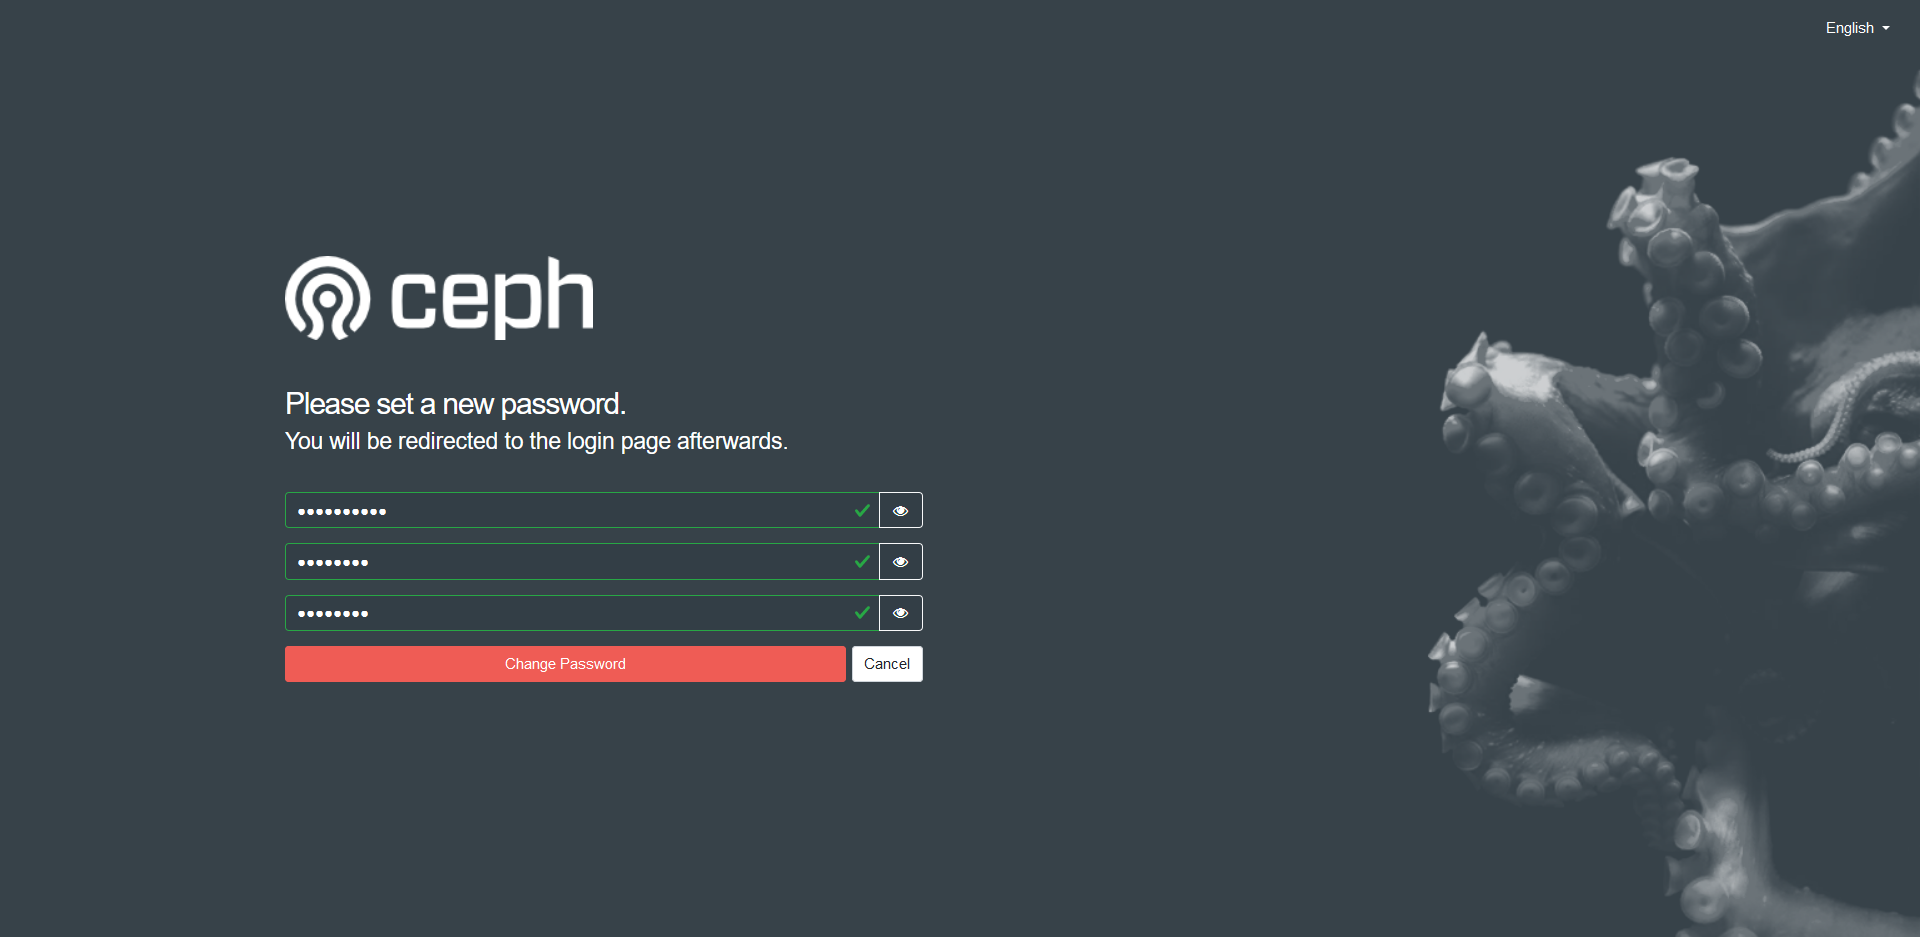 English
ceph
Please set a new password.
You will be redirected to the login page afterwards.
••••••••••
••••••••
••••••••
Change Password
Cancel